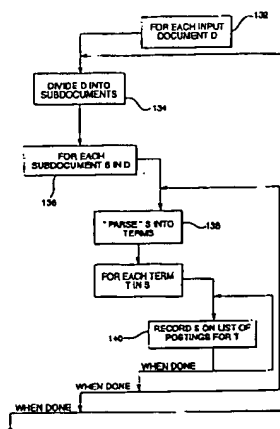 FOR EACH INPUT
DOCUMENT D
132
DIVIDE D INTO
SUBDOCUMENTS
134
FOR EACH
SUBDOCUMENT S IN D
136
"PARSE" S INTO
TERMS
138
FOR EACH TERM
T IN S
RECORD S ON LIST OF
POSTINGS FOR T
140
WHEN DONE
WHEN DONE
WHEN DONE